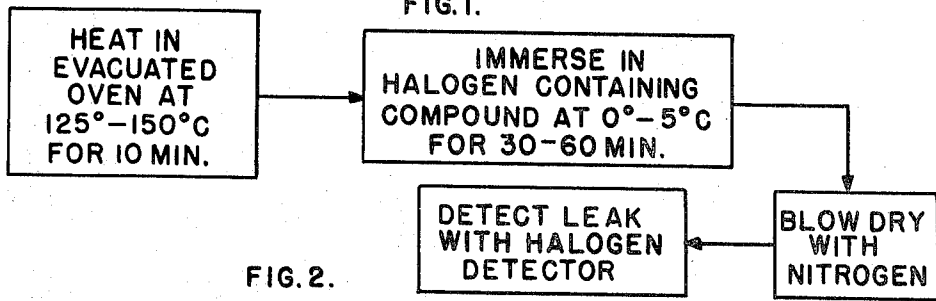 FIG.1.
HEAT IN
EVACUATED
OVEN AT
125°-150°C
FOR 10 MIN.
IMMERSE IN
HALOGEN CONTAINING
COMPOUND AT 0°-5°C
FOR 30-60 MIN.
BLOW DRY
WITH
NITROGEN
DETECT LEAK
WITH HALOGEN
DETECTOR
FIG.2.